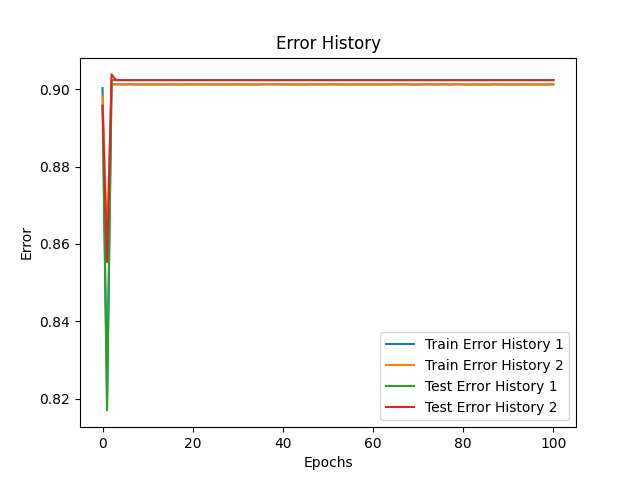 Error History
Error
0.90
0.88
0.86
0.84
0.82
Train Error History 1
Train Error History 2
Test Error History 1
Test Error History 2
0 20 40 60 80 100
Epochs